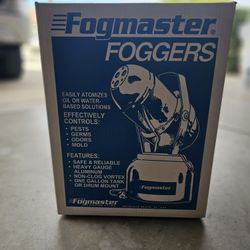 Fogmaster®
FOGGERS
EASILY ATOMIZES
OIL OR WATER-
BASED SOLUTIONS
EFFECTIVELY
CONTROLS:
• PESTS
• GERMS
• ODORS
• MOLD
FEATURES:
• SAFE & RELIABLE
• HEAVY GAUGE
ALUMINUM
• NON-CLOG VORTEX
• ONE GALLON TANK
OR DRUM MOUNT
Fogmaster
Fogmaster